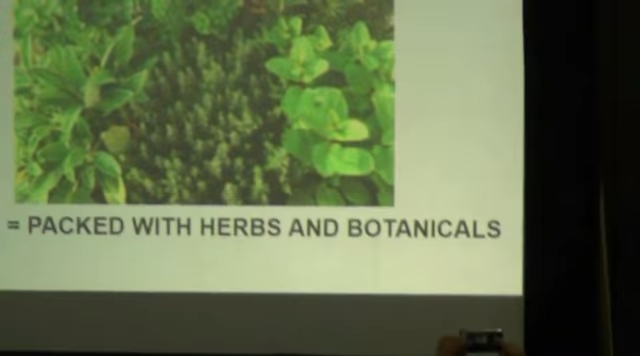 = PACKED WITH HERBS AND BOTANICALS